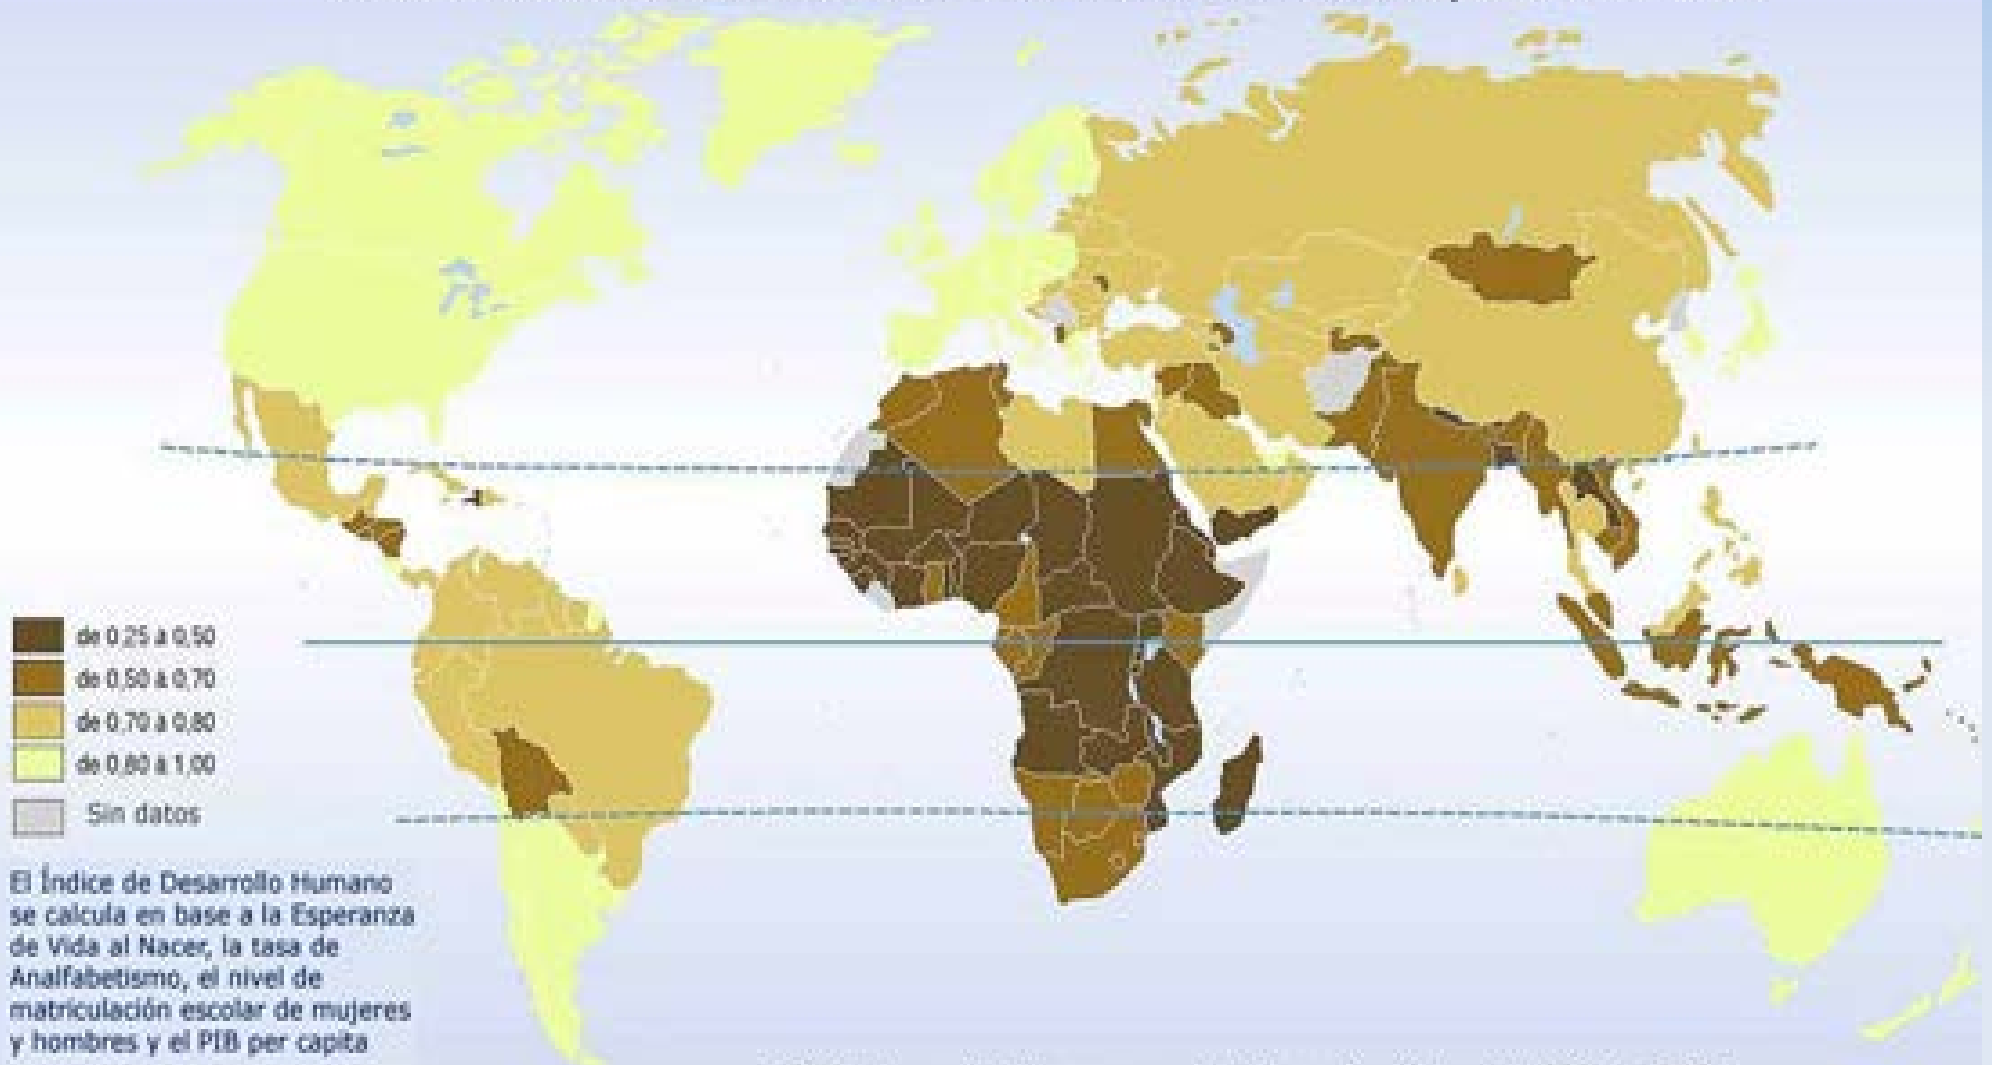 de 0,25 à 0,50
de 0,50 à 0,70
de 0,70 à 0,80
de 0,80 à 1,00
Sin datos
El Índice de Desarrollo Humano
se calcula en base a la Esperanza
de Vida al Nacer, la tasa de
Analfabetismo, el nivel de
matriculación escolar de mujeres
y hombres y el PIB per capita